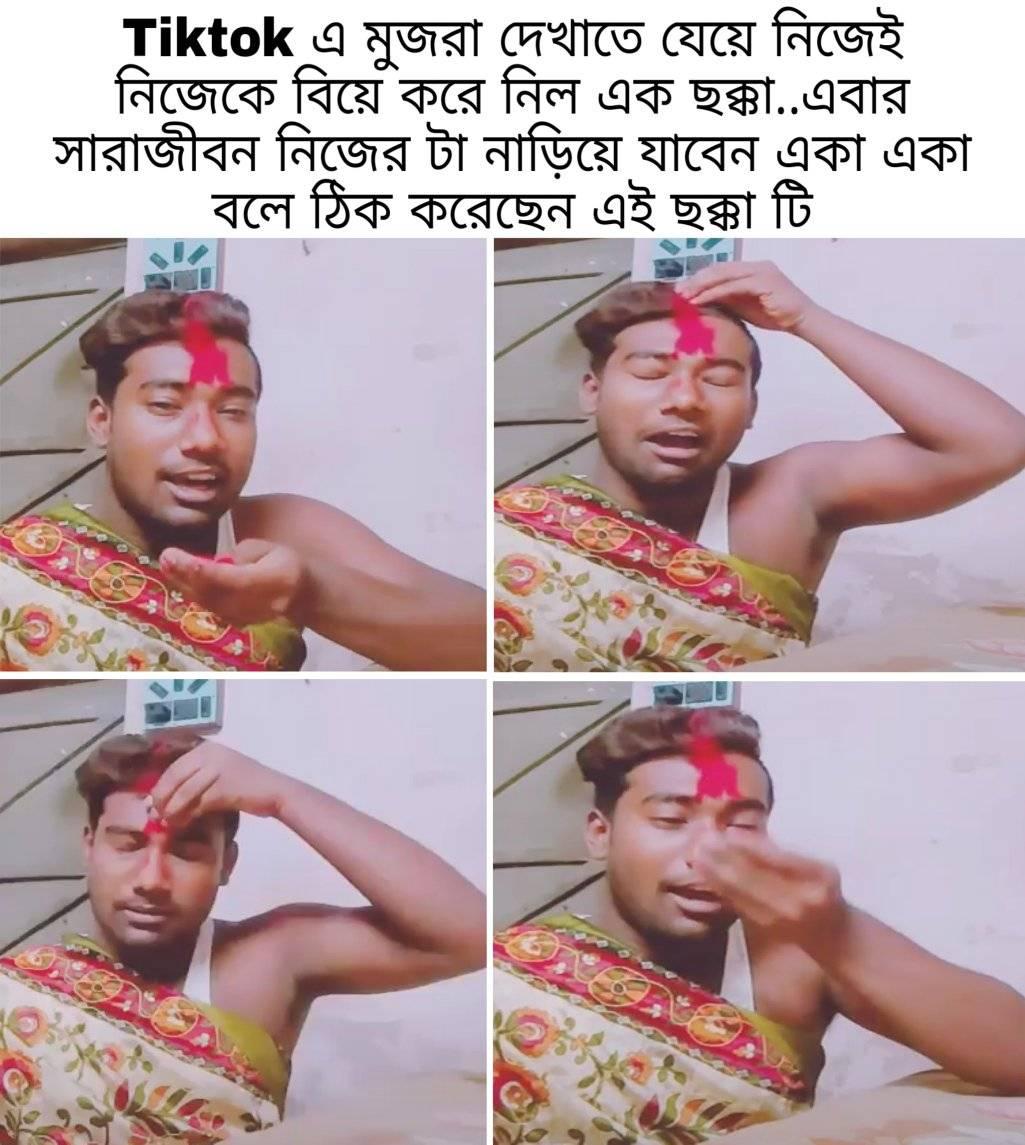 Tiktok এ মুজরা দেখাতে যেয়ে নিজেই
নিজেকে বিয়ে করে নিল এক ছক্কা..এবার
সারাজীবন নিজের টা নাড়িয়ে যাবেন একা একা
বলে ঠিক করেছেন এই ছক্কা টি